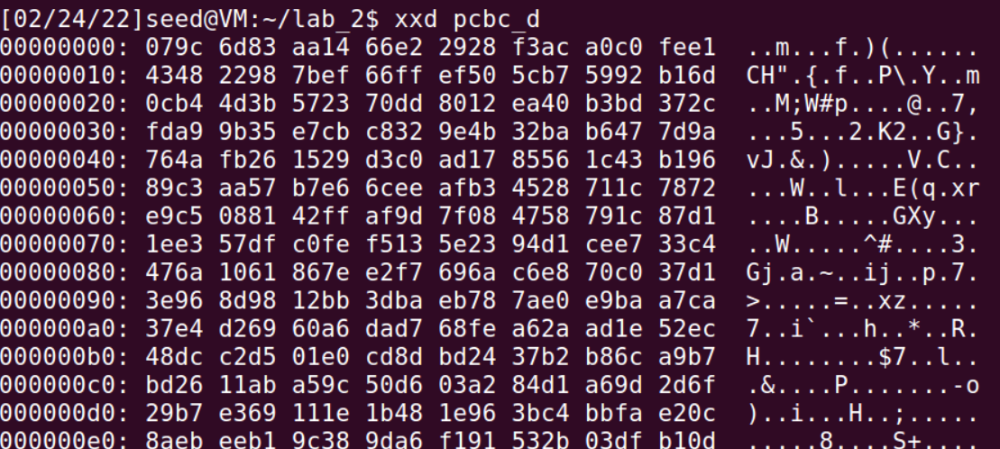 [02/24/22]seed@VM:~/lab_2$ xxd pcbc_d
00000000: 079c 6d83 aa14 66e2 2928 f3ac a0c0 fee1  ..m...f.)(......
00000010: 4348 2298 7bef 66ff ef50 5cb7 5992 b16d  CH".{.f..P\.Y..m
00000020: 0cb4 4d3b 5723 70dd 8012 ea40 b3bd 372c  ..M;W#p....@..7,
00000030: fda9 9b35 e7cb c832 9e4b 32ba b647 7d9a  ...5...2.K2..G}.
00000040: 764a fb26 1529 d3c0 ad17 8556 1c43 b196  vJ.&.).....V.C..
00000050: 89c3 aa57 b7e6 6cee afb3 4528 711c 7872  ...W..l...E(q.xr
00000060: e9c5 0881 42ff af9d 7f08 4758 791c 87d1  ....B.....GXy...
00000070: 1ee3 57df c0fe f513 5e23 94d1 cee7 33c4  ..W.....^#....3.
00000080: 476a 1061 867e e2f7 696a c6e8 70c0 37d1  Gj.a.~..ij..p.7.
00000090: 3e96 8d98 12bb 3dba eb78 7ae0 e9ba a7ca  >.....=..xz.....
000000a0: 37e4 d269 60a6 dad7 68fe a62a ad1e 52ec  7..i`...h..*..R.
000000b0: 48dc c2d5 01e0 cd8d bd24 37b2 b86c a9b7  H........$7..l..
000000c0: bd26 11ab a59c 50d6 03a2 84d1 a69d 2d6f  .&....P.......-o
000000d0: 29b7 e369 111e 1b48 1e96 3bc4 bbfa e20c  )..i...H..;.....
000000e0: 8aeb eeb1 9c38 9da6 f191 532b 03df b10d  .....8....S+....